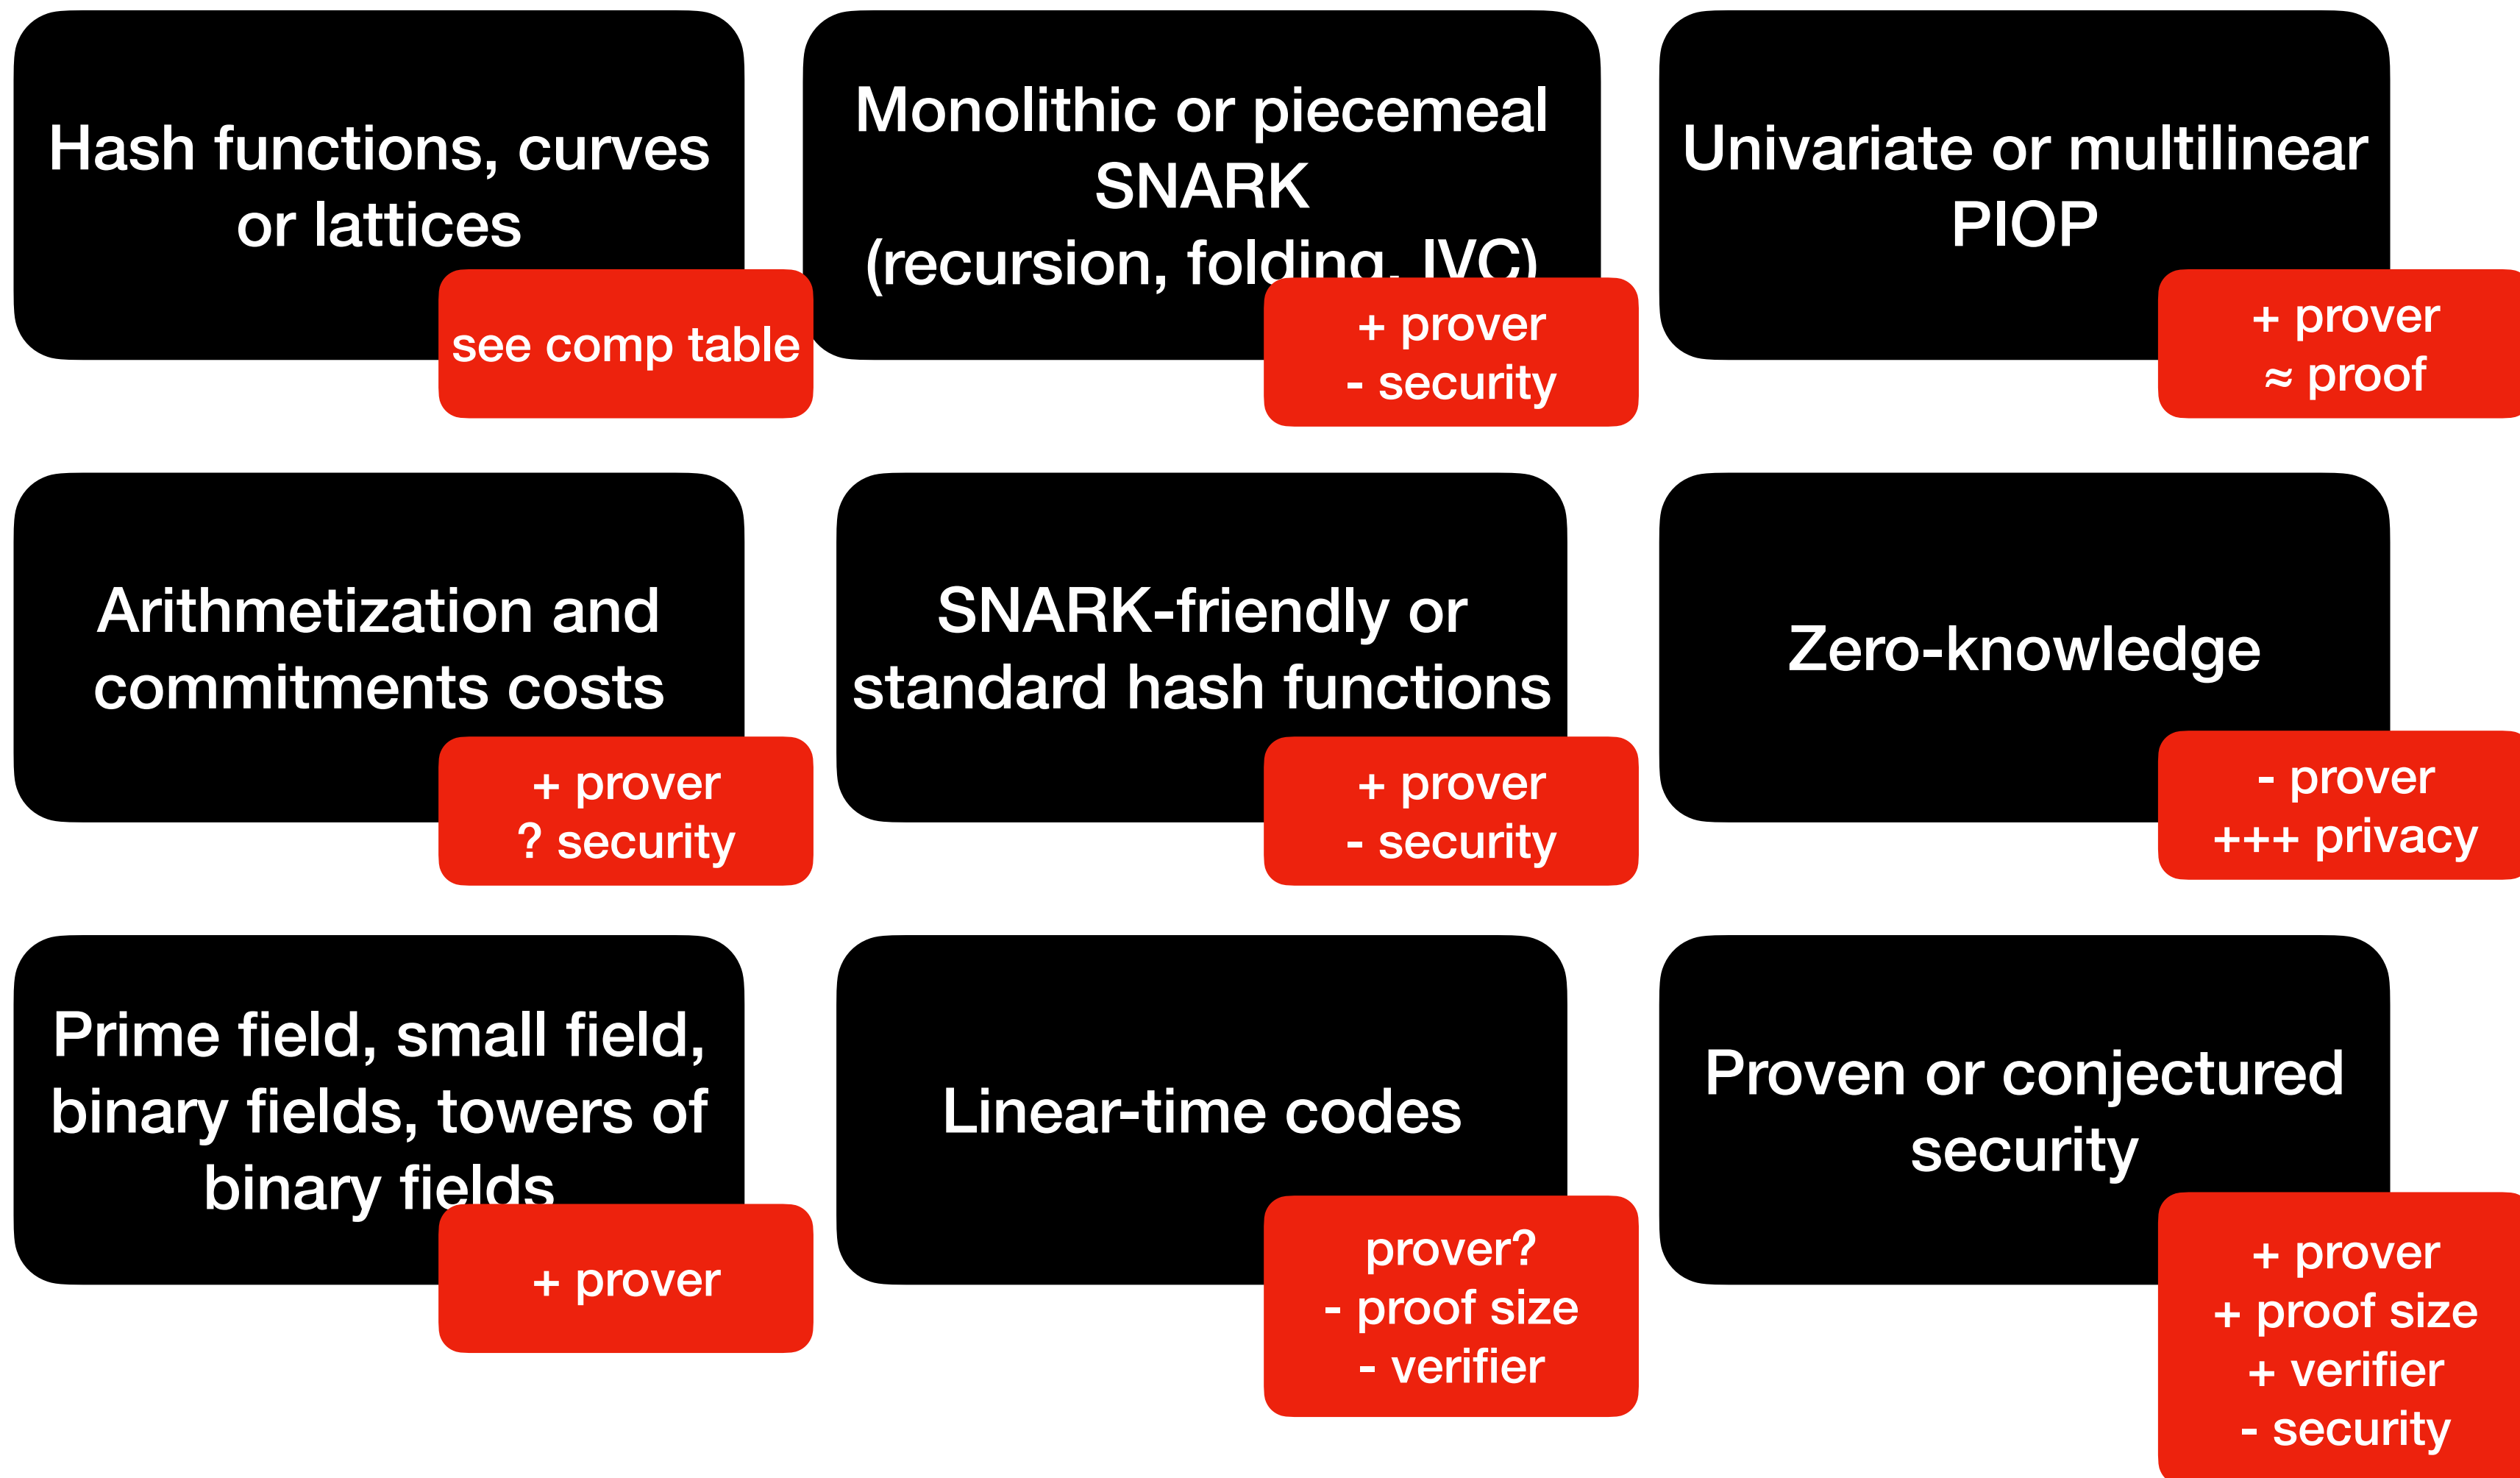 Hash functions, curves
or lattices
see comp table
Monolithic or piecemeal
SNARK
(recursion, folding, IVC)
+ prover
- security
Univariate or multilinear
PIOP
+ prover
≈ proof
Arithmetization and
commitments costs
+ prover
? security
SNARK-friendly or
standard hash functions
+ prover
- security
Zero-knowledge
- prover
+++ privacy
Prime field, small field,
binary fields, towers of
binary fields
+ prover
Linear-time codes
prover?
- proof size
- verifier
Proven or conjectured
security
+ prover
+ proof size
+ verifier
- security